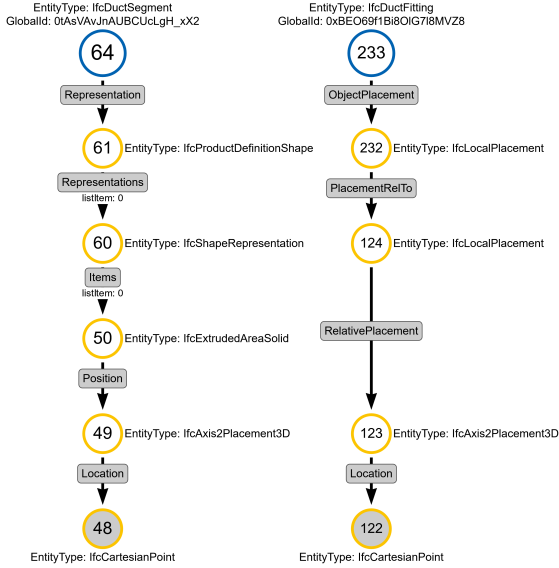 EntityType: IfcDuctSegment
GlobalId: 0tAsVAvJnAUBCUcLgH_xX2
64
Representation
61
EntityType: IfcProductDefinitionShape
Representations
listItem: 0
60
EntityType: IfcShapeRepresentation
Items
listItem: 0
50
EntityType: IfcExtrudedAreaSolid
Position
49
EntityType: IfcAxis2Placement3D
Location
48
EntityType: IfcCartesianPoint
EntityType: IfcDuctFitting
GlobalId: 0xBEO69f1Bi8OlG7l8MVZ8
233
ObjectPlacement
232
EntityType: IfcLocalPlacement
PlacementRelTo
124
EntityType: IfcLocalPlacement
RelativePlacement
123
EntityType: IfcAxis2Placement3D
Location
122
EntityType: IfcCartesianPoint